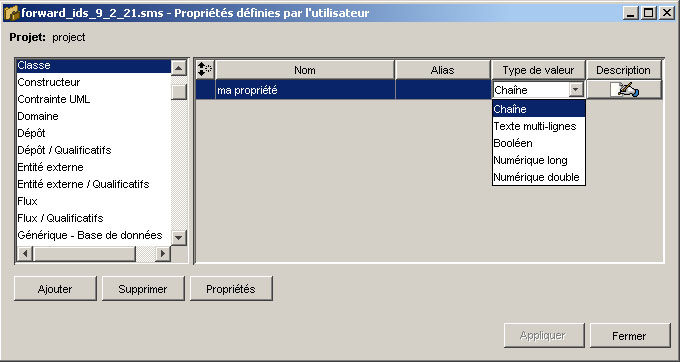 forward_ids_9_2_21.sms - Propriétés définies par l'utilisateur
Projet: project
Classe
Constructeur
Contrainte UML
Domaine
Dépôt
Dépôt / Qualificatifs
Entité externe
Entité externe / Qualificatifs
Flux
Flux / Qualificatifs
Générique - Base de données
Nom Alias Type de valeur Description
ma propriété Chaîne
Chaîne
Texte multi-lignes
Booléen
Numérique long
Numérique double
Ajouter Supprimer Propriétés
Appliquer Fermer